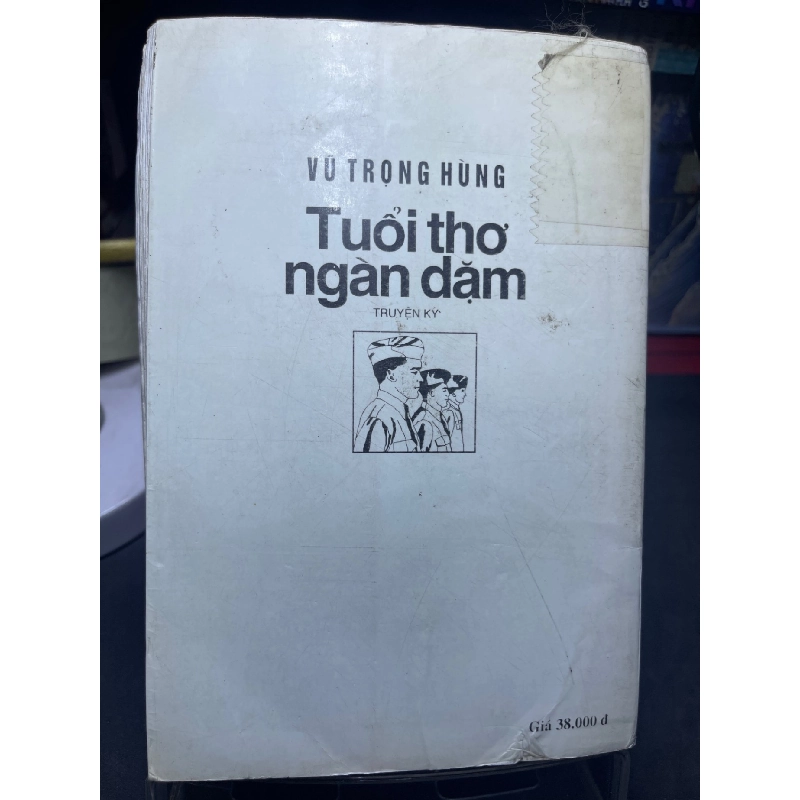 VŨ TRỌNG HÙNG
Tuổi thơ
ngàn dặm
TRUYỆN KÝ
Giá 38.000 đ